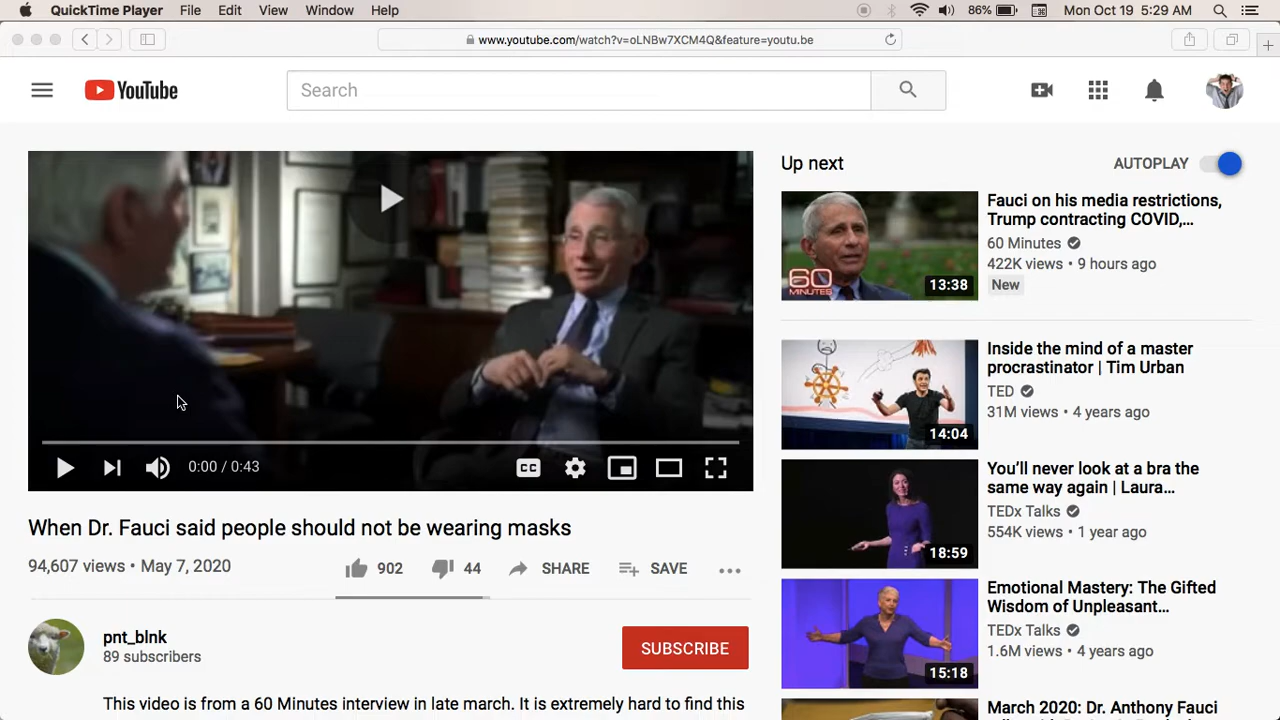 QuickTime Player File Edit View Window Help 86% Mon Oct 19 5:29 AM
www.youtube.com/watch?v=oLNBw7XCM4Q&feature=youtu.be
YouTube
Search
Up next AUTOPLAY
Fauci on his media restrictions,
Trump contracting COVID,...
60 Minutes
422K views • 9 hours ago
New
60
MINUTES
13:38
Inside the mind of a master
procrastinator | Tim Urban
TED
31M views • 4 years ago
14:04
0:00 / 0:43
CC
You'll never look at a bra the
same way again | Laura...
TEDx Talks
554K views • 1 year ago
18:59
When Dr. Fauci said people should not be wearing masks
94,607 views • May 7, 2020
902 44 SHARE SAVE
Emotional Mastery: The Gifted
Wisdom of Unpleasant...
TEDx Talks
1.6M views • 4 years ago
15:18
pnt_blnk
89 subscribers
SUBSCRIBE
This video is from a 60 Minutes interview in late march. It is extremely hard to find this
March 2020: Dr. Anthony Fauci